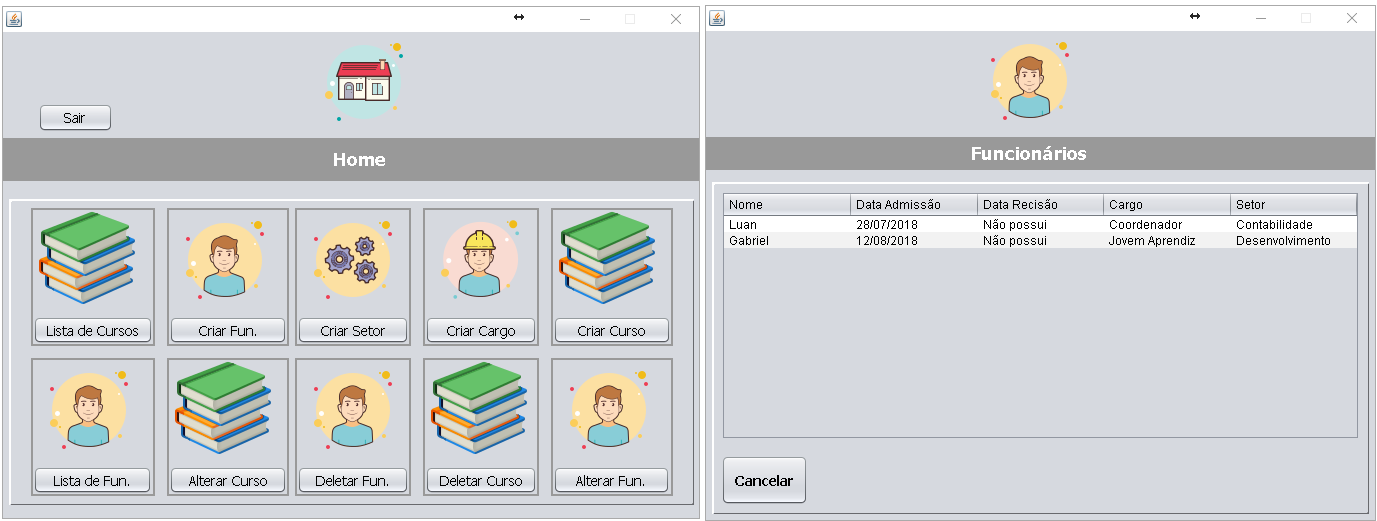 Sair
Home
Lista de Cursos
Criar Fun.
Criar Setor
Criar Cargo
Criar Curso
Lista de Fun.
Alterar Curso
Deletar Fun.
Deletar Curso
Alterar Fun.
Funcionários
Nome Data Admissão Data Recisão Cargo Setor
Luan 28/07/2018 Não possui Coordenador Contabilidade
Gabriel 12/08/2018 Não possui Jovem Aprendiz Desenvolvimento
Cancelar